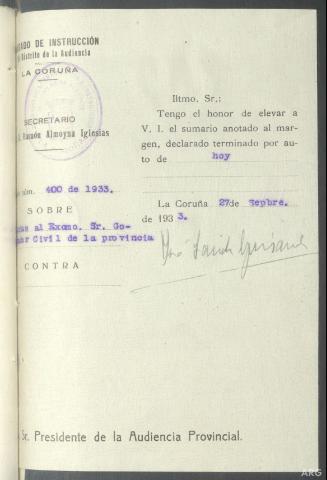 GADO DE INSTRUCCIÓN
Distrito de la Audiencia
LA CORUÑA
SECRETARIO
Ramón Almoyna Iglesias
núm. 400 de 1933.
SOBRE
al Excmo. Sr. Go-
Civil de la provincia
CONTRA
Iltmo. Sr.:
Tengo el honor de elevar a
V. I. el sumario anotado al mar-
gen, declarado terminado por au-
to de hoy
La Coruña 27 de Sepbre.
de 1933.
Sr. Presidente de la Audiencia Provincial.
ARG